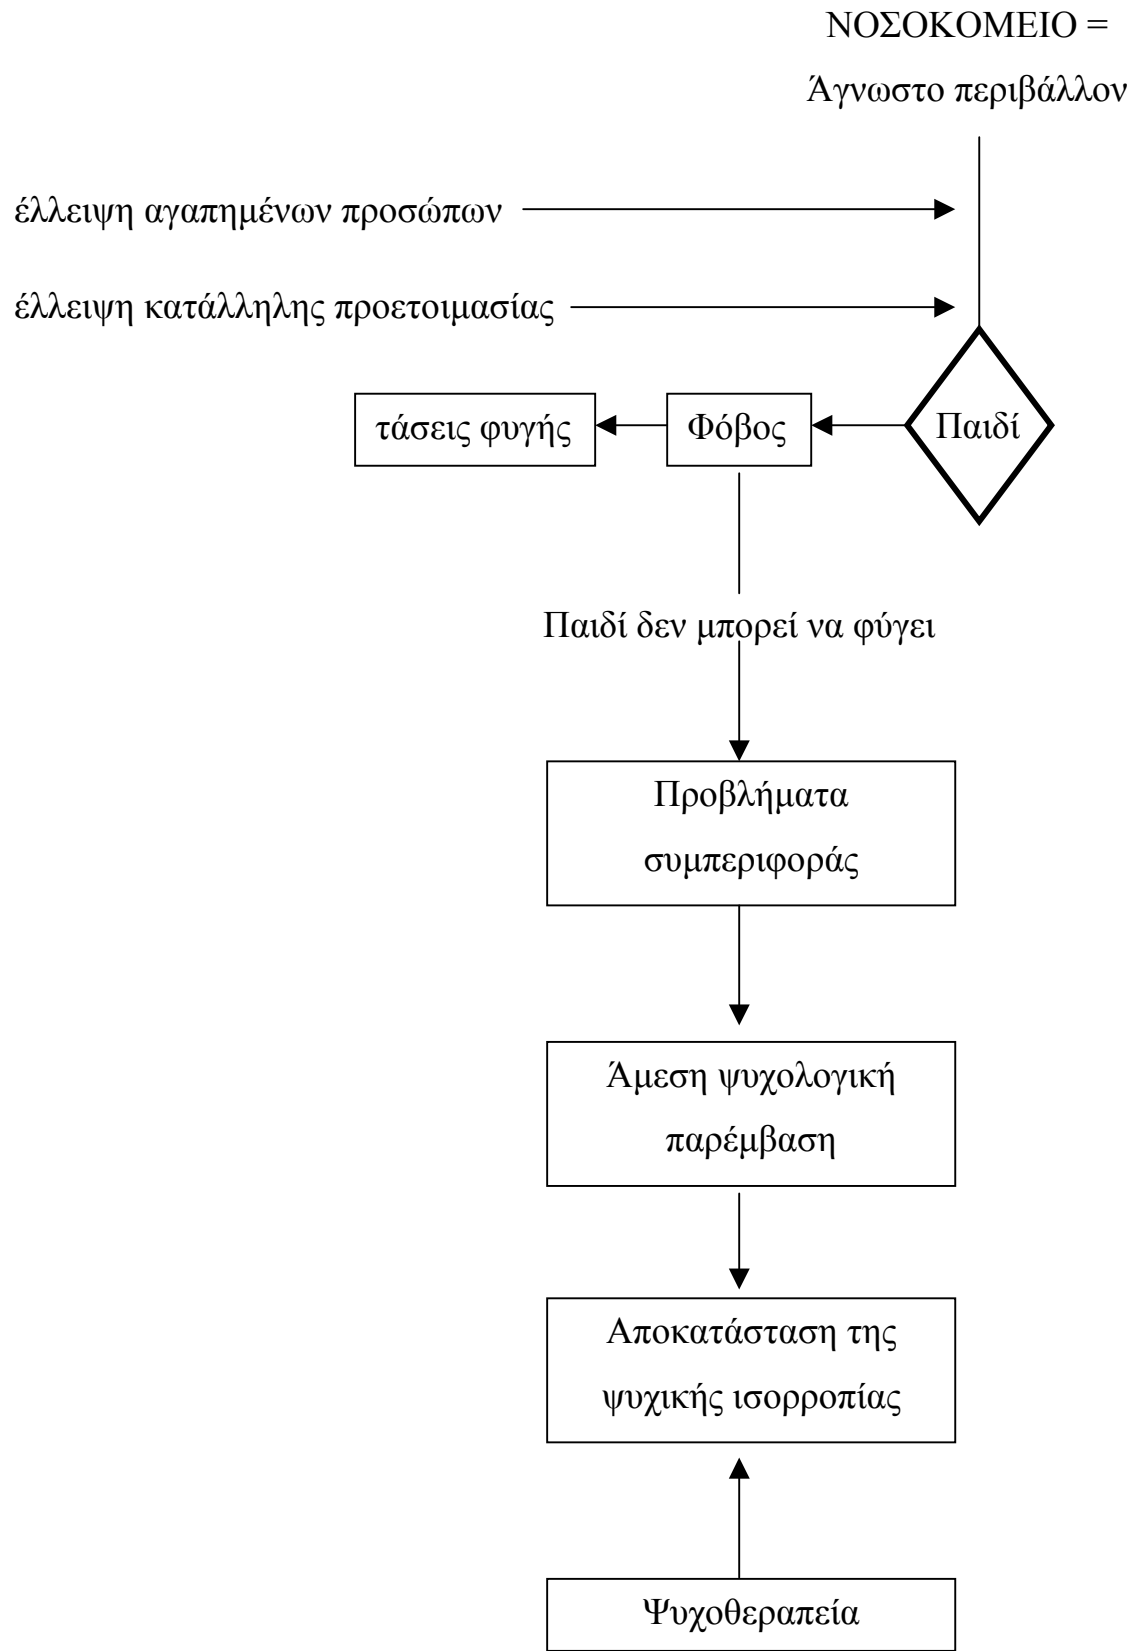 ΝΟΣΟΚΟΜΕΙΟ =
Άγνωστο περιβάλλον
έλλειψη αγαπημένων προσώπων
έλλειψη κατάλληλης προετοιμασίας
τάσεις φυγής
Φόβος
Παιδί
Παιδί δεν μπορεί να φύγει
Προβλήματα
συμπεριφοράς
Άμεση ψυχολογική
παρέμβαση
Αποκατάσταση της
ψυχικής ισορροπίας
Ψυχοθεραπεία